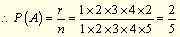 ∴ P(A) = r/n = (1×2×3×4×2)/(1×2×3×4×5) = 2/5